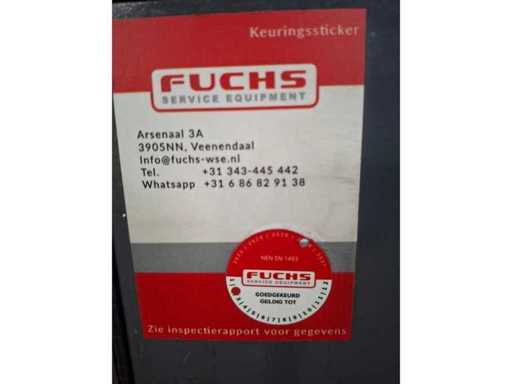 Keuringssticker
FUCHS
SERVICE EQUIPMENT
Arsenaal 3A
3905NN, Veenendaal
Info@fuchs-wse.nl
Tel. +31 343-445 442
Whatsapp +31 6 86 82 91 38
NEN EN 1493
FUCHS
SERVICE EQUIPMENT
GOEDGEKEURD
GELDIG TOT
Zie inspectierapport voor gegevens